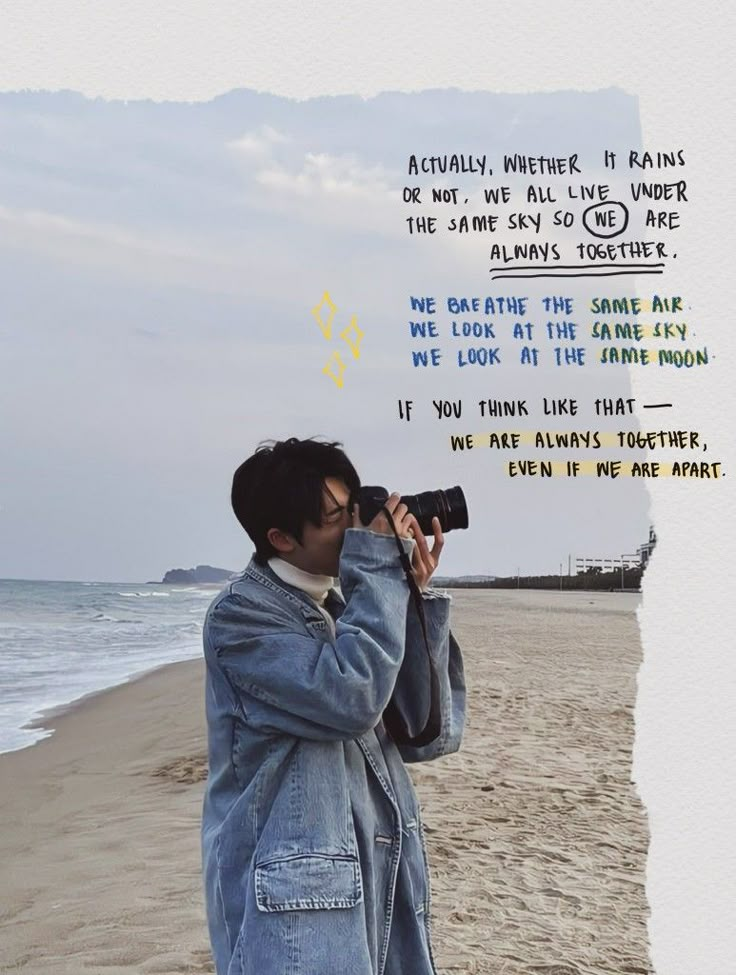 ACTUALLY, WHETHER IT RAINS
OR NOT, WE ALL LIVE UNDER
THE SAME SKY SO WE ARE
ALWAYS TOGETHER.
WE BREATHE THE SAME AIR.
WE LOOK AT THE SAME SKY.
WE LOOK AT THE SAME MOON.
IF YOU THINK LIKE THAT —
WE ARE ALWAYS TOGETHER,
EVEN IF WE ARE APART.